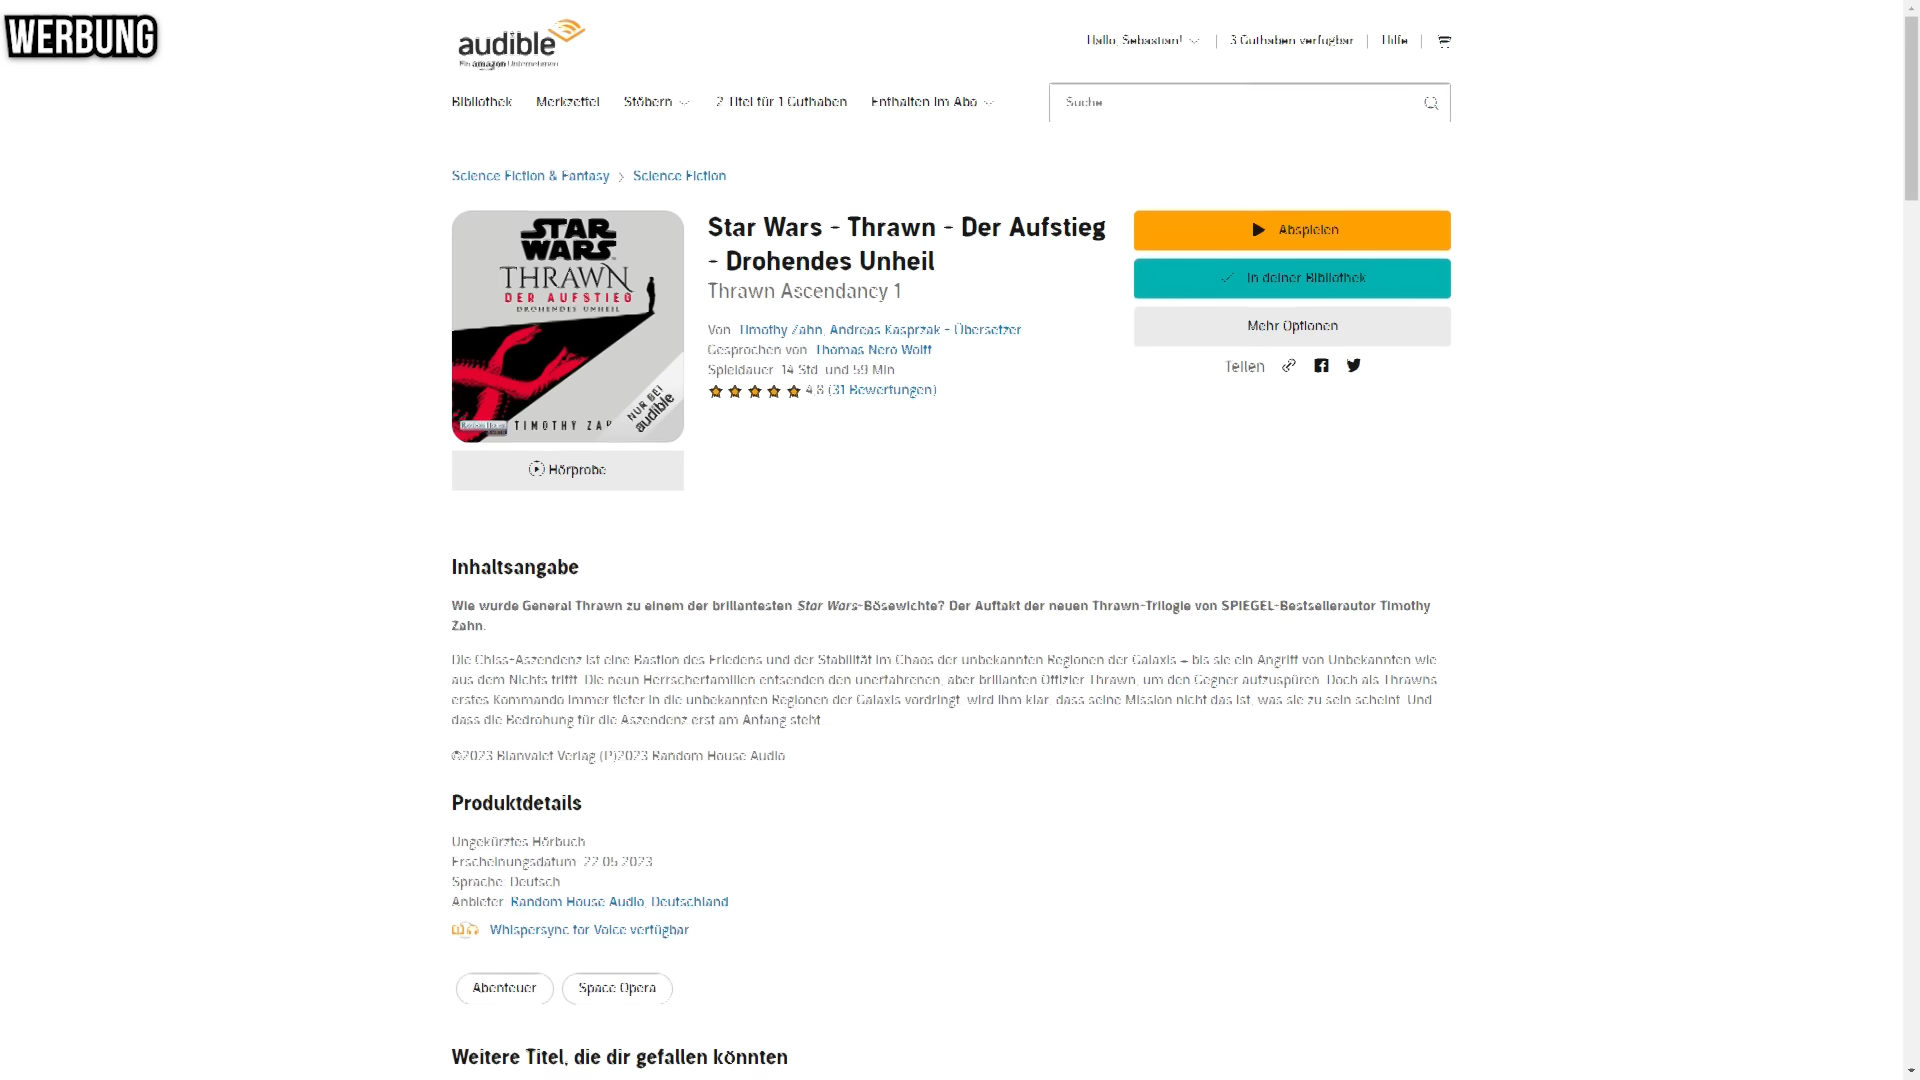 WERBUNG
audible
Ein amazon Unternehmen
Hallo, Sebastian!
3 Guthaben verfügbar
Hilfe
Bibliothek
Merkzettel
Stöbern
2 Titel für 1 Guthaben
Enthalten im Abo
Suche
Science Fiction & Fantasy
Science Fiction
STAR
WARS
THRAWN
DER AUFSTIEG
DROHENDES UNHEIL
TIMOTHY ZA
NUR BEI
audible
Hörprobe
Star Wars - Thrawn - Der Aufstieg
- Drohendes Unheil
Thrawn Ascendancy 1
Von: Timothy Zahn, Andreas Kasprzak - Übersetzer
Gesprochen von: Thomas Nero Wolff
Spieldauer: 14 Std. und 59 Min.
4,8 (31 Bewertungen)
Abspielen
In deiner Bibliothek
Mehr Optionen
Teilen
Inhaltsangabe
Wie wurde General Thrawn zu einem der brillantesten Star Wars-Bösewichte? Der Auftakt der neuen Thrawn-Trilogie von SPIEGEL-Bestsellerautor Timothy
Zahn.
Die Chiss-Aszendenz ist eine Bastion des Friedens und der Stabilität im Chaos der unbekannten Regionen der Galaxis – bis sie ein Angriff von Unbekannten wie
aus dem Nichts trifft. Die neun Herrscherfamilien entsenden den unerfahrenen, aber brillanten Offizier Thrawn, um den Gegner aufzuspüren. Doch als Thrawns
erstes Kommando immer tiefer in die unbekannten Regionen der Galaxis vordringt, wird ihm klar, dass seine Mission nicht das ist, was sie zu sein scheint. Und
dass die Bedrohung für die Aszendenz erst am Anfang steht.
©2023 Blanvalet Verlag (P)2023 Random House Audio
Produktdetails
Ungekürztes Hörbuch
Erscheinungsdatum: 22.05.2023
Sprache: Deutsch
Anbieter: Random House Audio, Deutschland
Whispersync for Voice verfügbar
Abenteuer
Space Opera
Weitere Titel, die dir gefallen könnten